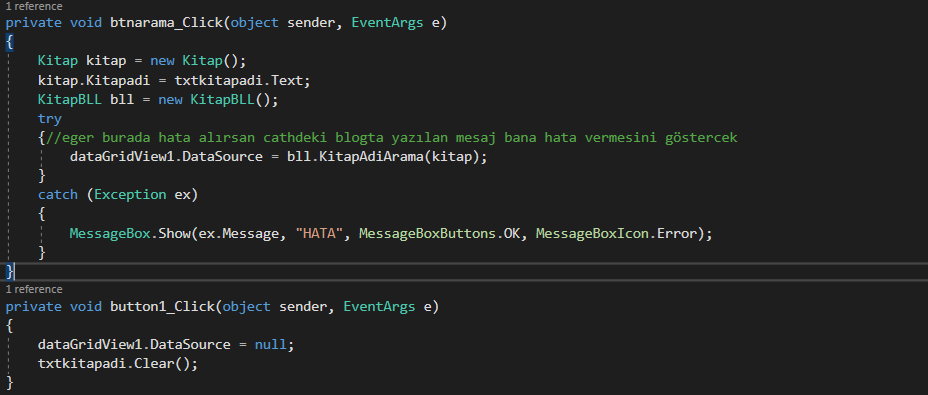 1 reference
private void btnarama_Click(object sender, EventArgs e)
{
Kitap kitap = new Kitap();
kitap.Kitapadi = txtkitapadi.Text;
KitapBLL bll = new KitapBLL();
try
{//eger burada hata alırsan cathdeki blogta yazılan mesaj bana hata vermesini göstercek
dataGridView1.DataSource = bll.KitapAdiArama(kitap);
}
catch (Exception ex)
{
MessageBox.Show(ex.Message, "HATA", MessageBoxButtons.OK, MessageBoxIcon.Error);
}
}
1 reference
private void button1_Click(object sender, EventArgs e)
{
dataGridView1.DataSource = null;
txtkitapadi.Clear();
}